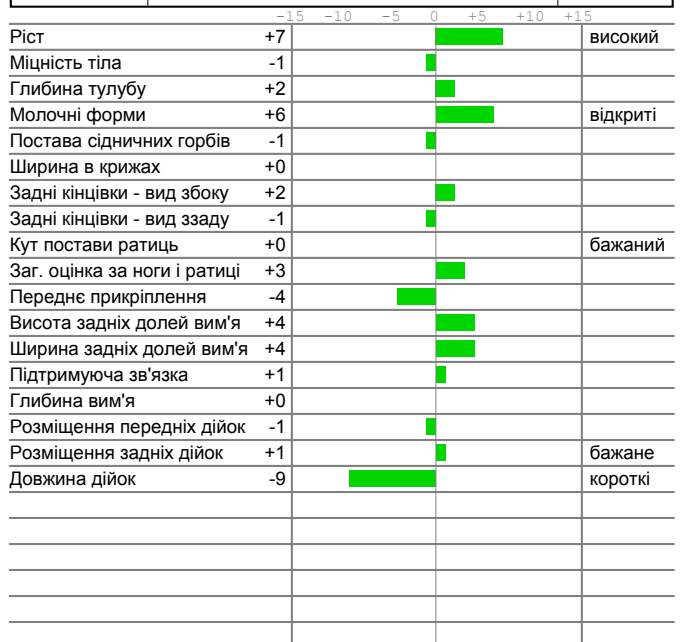 -15 -10 -5 0 +5 +10 +15
Ріст +7 високий
Міцність тіла -1
Глибина тулубу +2
Молочні форми +6 відкриті
Постава сідничних горбів -1
Ширина в крижах +0
Задні кінцівки - вид збоку +2
Задні кінцівки - вид ззаду -1
Кут постави ратиць +0 бажаний
Заг. оцінка за ноги і ратиці +3
Переднє прикріплення -4
Висота задніх долей вим'я +4
Ширина задніх долей вим'я +4
Підтримуюча зв'язка +1
Глибина вим'я +0
Розміщення передніх дійок -1
Розміщення задніх дійок +1 бажане
Довжина дійок -9 короткі